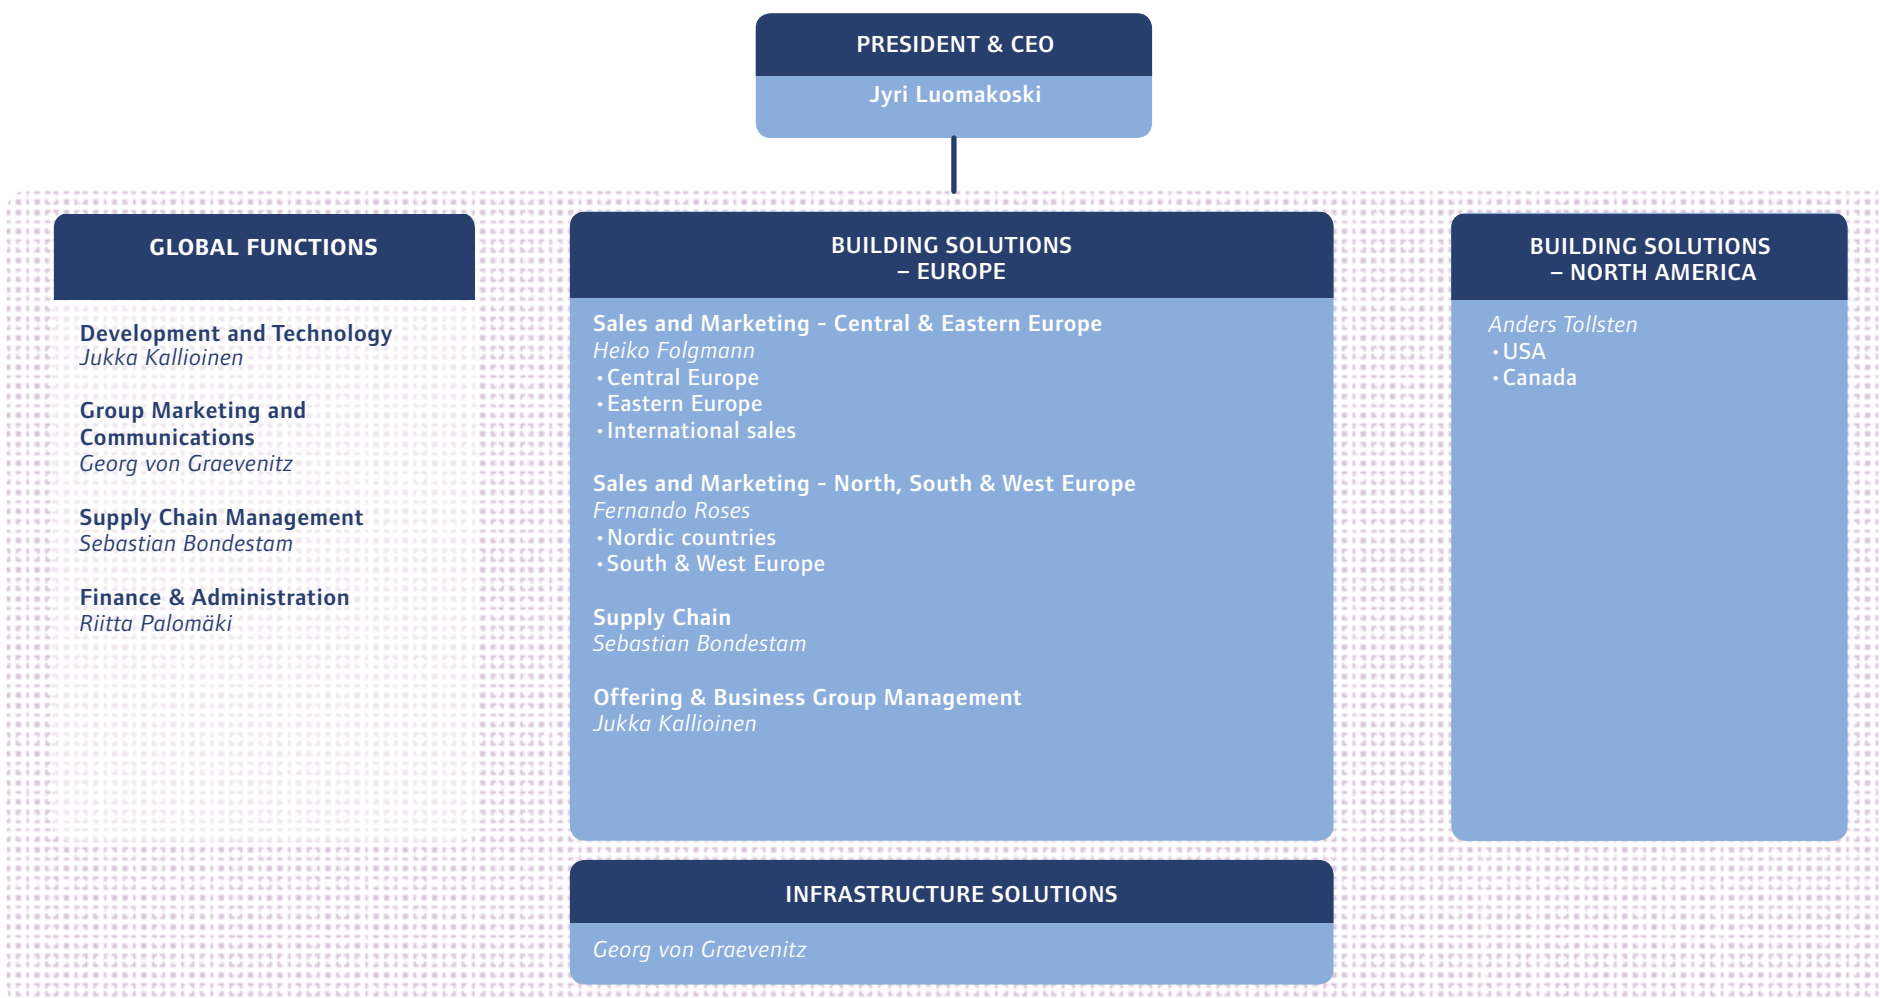 PRESIDENT & CEO
Jyri Luomakoski
GLOBAL FUNCTIONS
Development and Technology
Jukka Kallioinen
Group Marketing and
Communications
Georg von Graevenitz
Supply Chain Management
Sebastian Bondestam
Finance & Administration
Riitta Palomäki
BUILDING SOLUTIONS
– EUROPE
Sales and Marketing - Central & Eastern Europe
Heiko Folgmann
• Central Europe
• Eastern Europe
• International sales
Sales and Marketing - North, South & West Europe
Fernando Roses
• Nordic countries
• South & West Europe
Supply Chain
Sebastian Bondestam
Offering & Business Group Management
Jukka Kallioinen
BUILDING SOLUTIONS
– NORTH AMERICA
Anders Tollsten
• USA
• Canada
INFRASTRUCTURE SOLUTIONS
Georg von Graevenitz